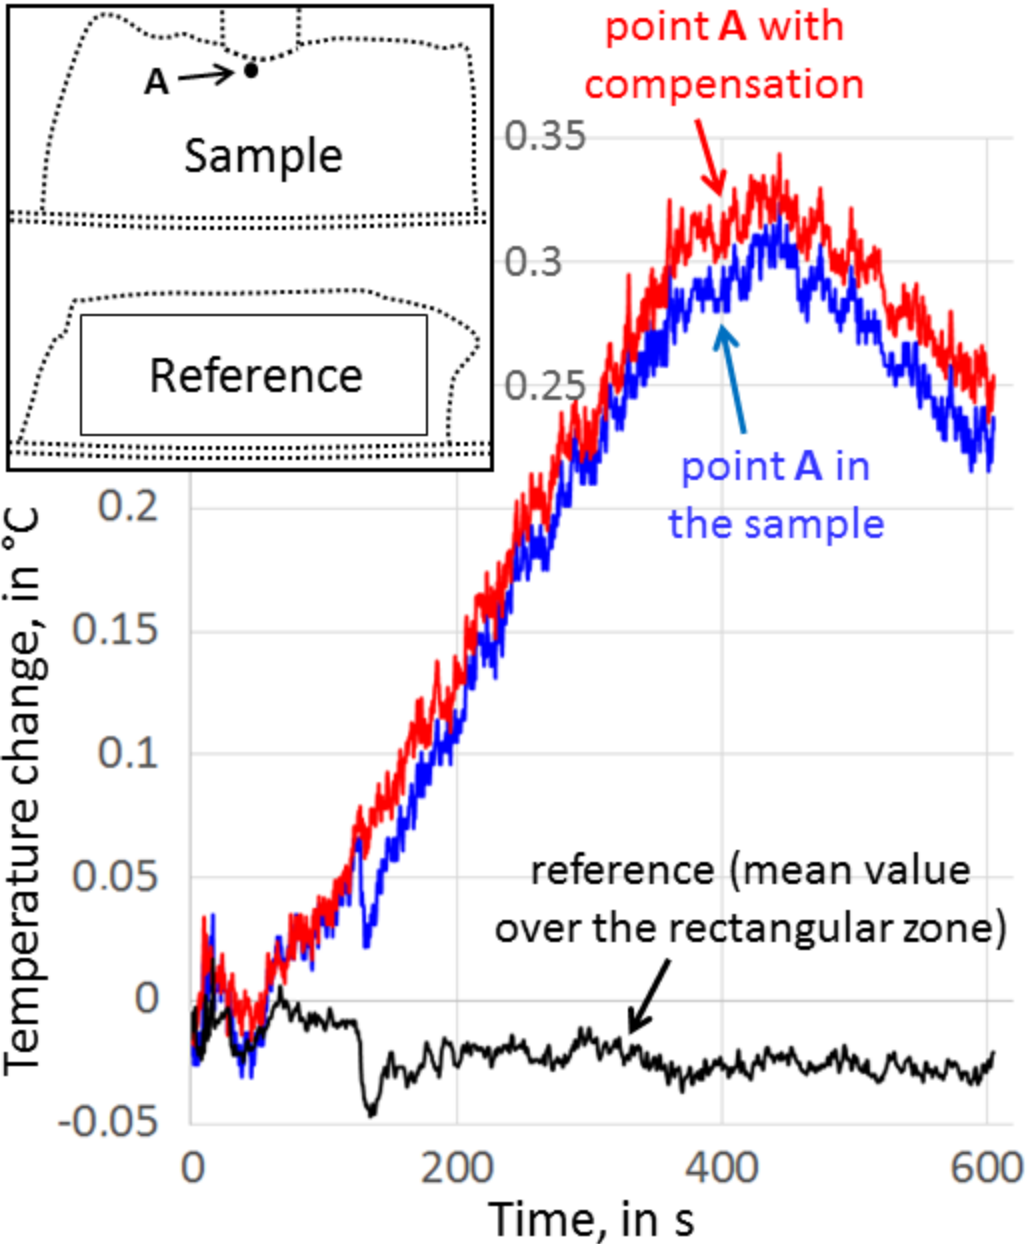 point A with
compensation
A
Sample
Reference
0.35
0.3
0.25
0.2
0.15
0.1
0.05
0
-0.05
point A in
the sample
reference (mean value
over the rectangular zone)
Temperature change, in °C
0 200 400 600
Time, in s